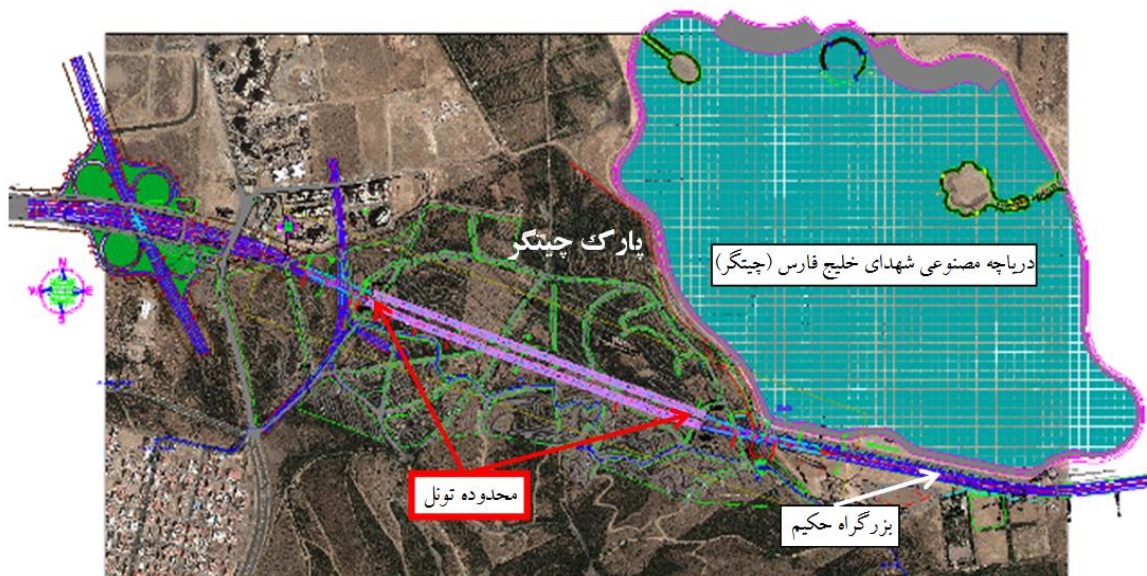 پارک چیتگر
دریاچه مصنوعی شهدای خلیج فارس (چیتگر)
N
W
E
S
محدوده تونل
بزرگراه حکیم